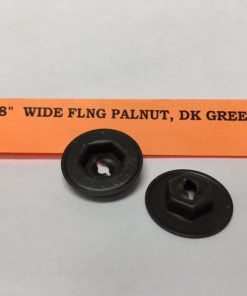 8" WIDE FLNG PALNUT, DK GREE